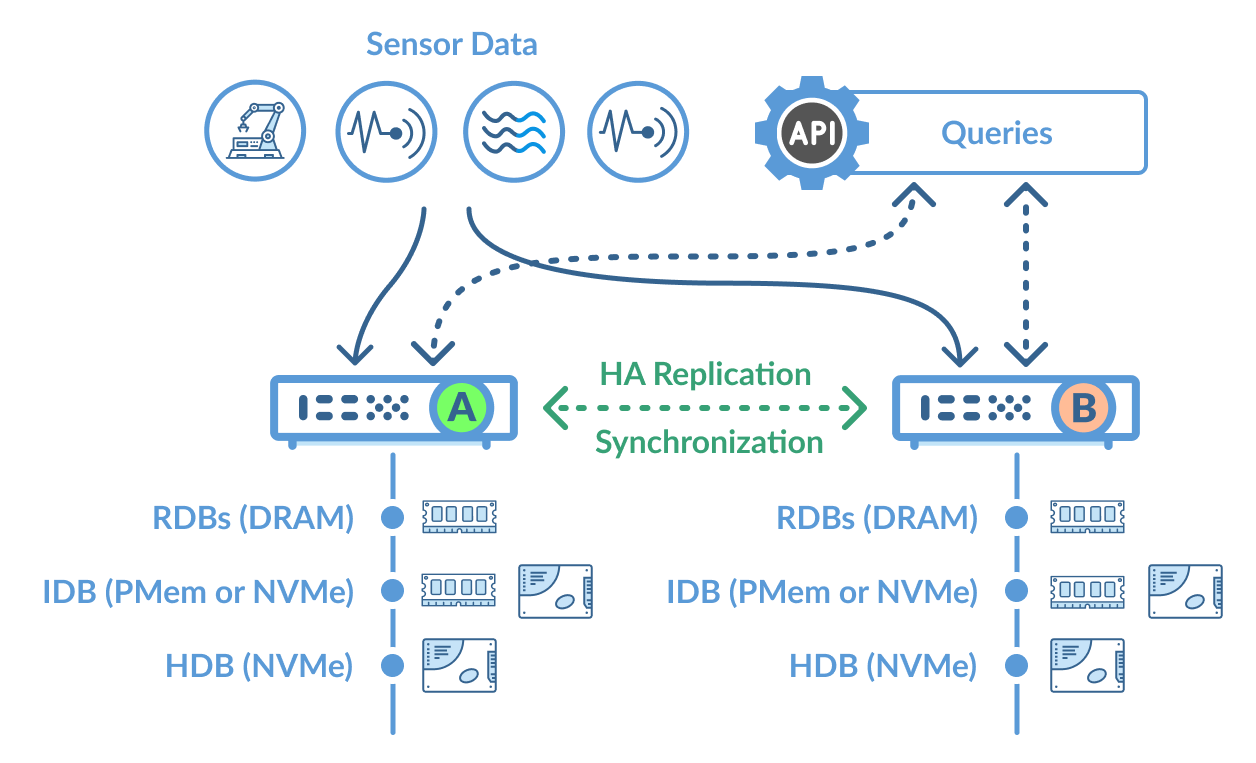 Sensor Data
API
Queries
HA Replication
A
B
Synchronization
RDBs (DRAM)
RDBs (DRAM)
IDB (PMem or NVMe)
IDB (PMem or NVMe)
HDB (NVMe)
HDB (NVMe)